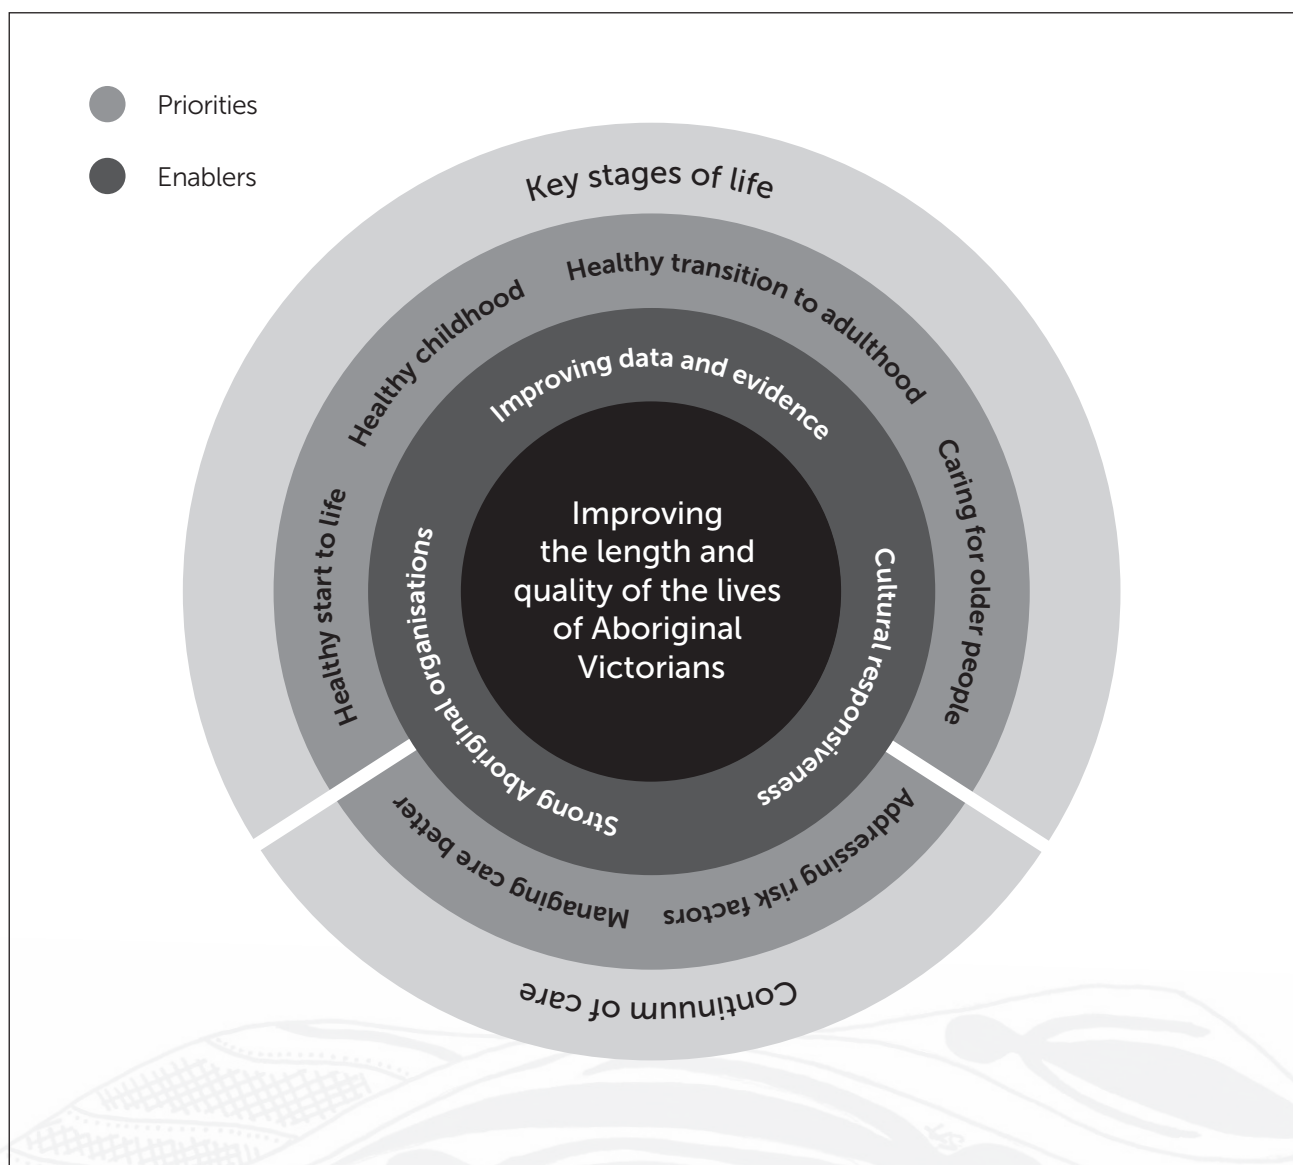 Priorities
Enablers
Key stages of life
Healthy start to life
Healthy childhood
Healthy transition to adulthood
Caring for older people
Addressing risk factors
Managing care better
Continuum of care
Improving data and evidence
Cultural responsiveness
Strong Aboriginal organisations
Improving
the length and
quality of the lives
of Aboriginal
Victorians